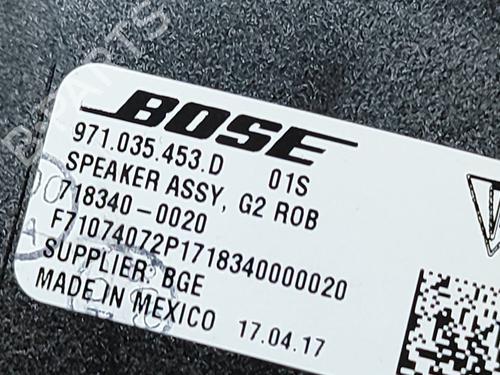 BOSE
971.035.453.D 01S
SPEAKER ASSY, G2 ROB
718340-0020
F71074072P1718340000020
SUPPLIER: BGE
MADE IN MEXICO 17.04.17